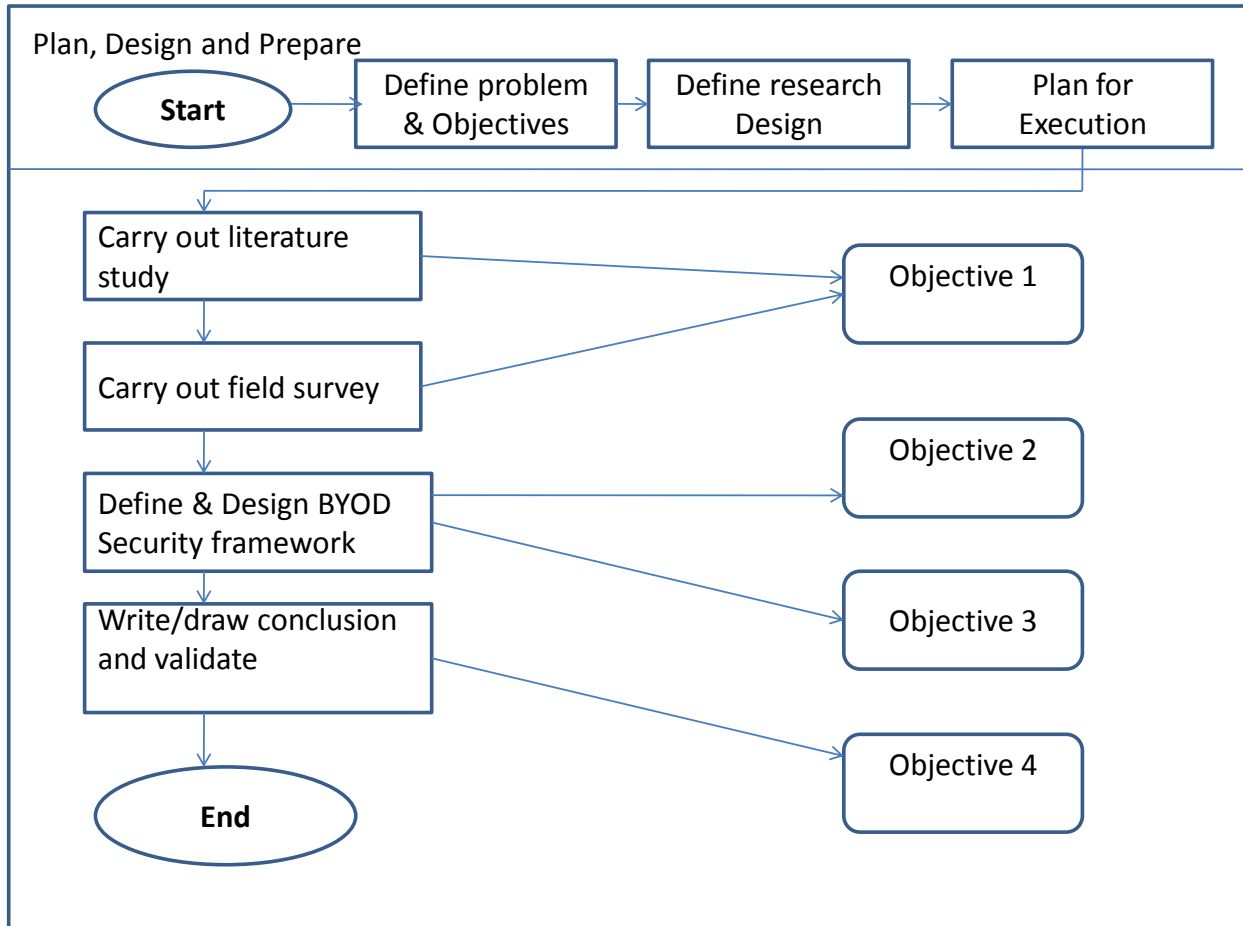 Plan, Design and Prepare
Start
Define problem
& Objectives
Define research
Design
Plan for
Execution
Carry out literature
study
Objective 1
Carry out field survey
Objective 2
Define & Design BYOD
Security framework
Objective 3
Write/draw conclusion
and validate
Objective 4
End